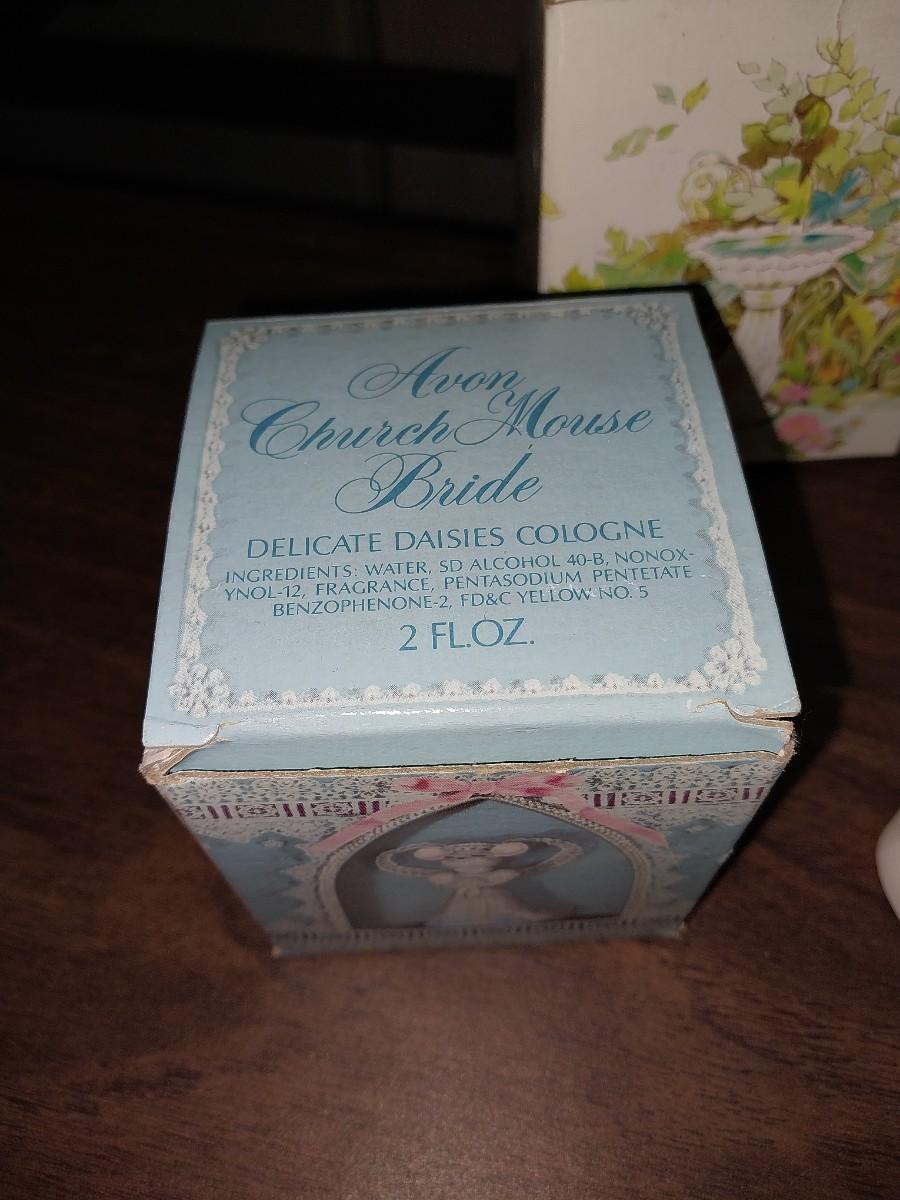 Avon
Church Mouse
Bride
DELICATE DAISIES COLOGNE
INGREDIENTS: WATER, SD ALCOHOL 40-B, NONOX-
YNOL-12, FRAGRANCE, PENTASODIUM PENTETATE
BENZOPHENONE-2, FD&C YELLOW NO. 5
2 FL.OZ.